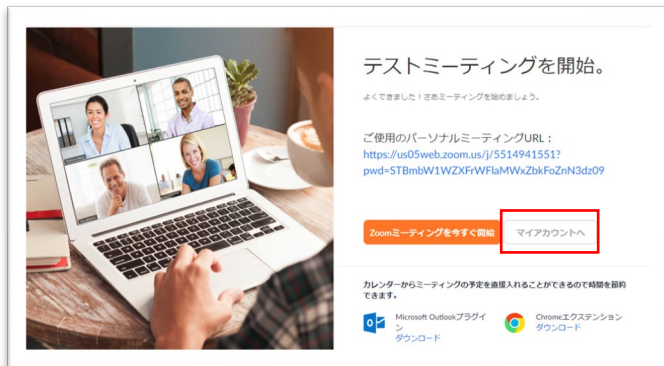 テストミーティングを開始。
よくできました！さあミーティングを始めましょう。
ご使用のパーソナルミーティングURL：
https://us05web.zoom.us/j/5514941551?
pwd=STBmbW1WZXFrWFlaMWxZbkFoZnN3dz09
Zoomミーティングを今すぐ開始
マイアカウントへ
カレンダーからミーティングの予定を直接入れることができるので時間を節約
できます。
Microsoft Outlookプラグイ
ン
ダウンロード
Chromeエクステンション
ダウンロード